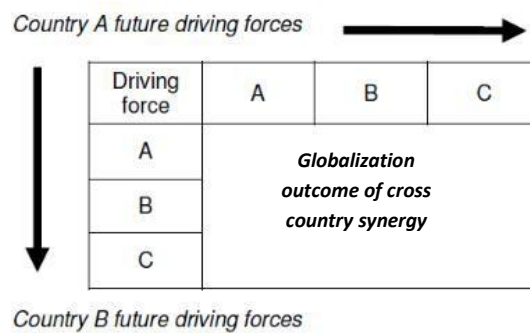 Country A future driving forces
Driving
force
A
B
C
A
Globalization
outcome of cross
country synergy
B
C
Country B future driving forces